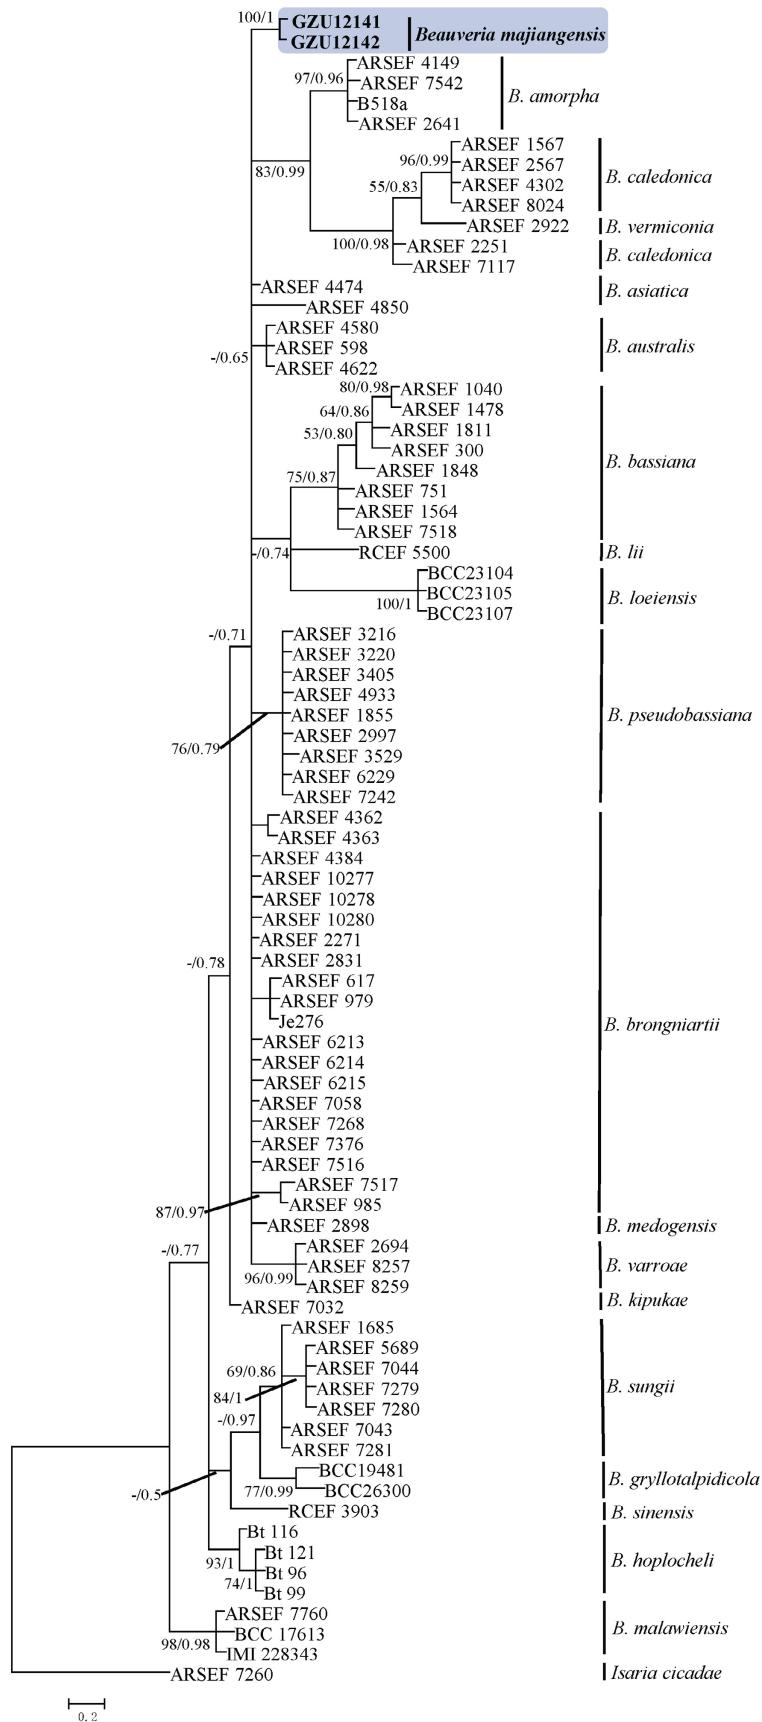 100/1
GZU12141
GZU12142
Beauveria majiangensis
ARSEF 4149
97/0.96
ARSEF 7542
B518a
ARSEF 2641
B. amorpha
83/0.99
ARSEF 1567
96/0.99
ARSEF 2567
ARSEF 4302
ARSEF 8024
B. caledonica
55/0.83
ARSEF 2922
B. vermiconia
100/0.98
ARSEF 2251
ARSEF 7117
B. caledonica
ARSEF 4474
ARSEF 4850
B. asiatica
-/0.65
ARSEF 4580
ARSEF 598
ARSEF 4622
B. australis
80/0.98
ARSEF 1040
ARSEF 1478
64/0.86
ARSEF 1811
53/0.80
ARSEF 300
ARSEF 1848
75/0.87
ARSEF 751
ARSEF 1564
ARSEF 7518
B. bassiana
-/0.74
RCEF 5500
B. lii
BCC23104
BCC23105
100/1
BCC23107
B. loeiensis
-/0.71
ARSEF 3216
ARSEF 3220
ARSEF 3405
ARSEF 4933
ARSEF 1855
76/0.79
ARSEF 2997
ARSEF 3529
ARSEF 6229
ARSEF 7242
B. pseudobassiana
ARSEF 4362
ARSEF 4363
ARSEF 4384
ARSEF 10277
ARSEF 10278
ARSEF 10280
ARSEF 2271
ARSEF 2831
-/0.78
ARSEF 617
ARSEF 979
Je276
ARSEF 6213
ARSEF 6214
ARSEF 6215
ARSEF 7058
ARSEF 7268
ARSEF 7376
ARSEF 7516
ARSEF 7517
87/0.97
ARSEF 985
B. brongniartii
ARSEF 2898
B. medogensis
-/0.77
ARSEF 2694
ARSEF 8257
96/0.99
ARSEF 8259
B. varroae
ARSEF 7032
B. kipukae
ARSEF 1685
ARSEF 5689
69/0.86
ARSEF 7044
84/1
ARSEF 7279
ARSEF 7280
-/0.97
ARSEF 7043
ARSEF 7281
B. sungii
BCC19481
77/0.99
BCC26300
B. gryllotalpidicola
-/0.5
RCEF 3903
B. sinensis
Bt 116
93/1
Bt 121
74/1
Bt 96
Bt 99
B. hoplocheli
ARSEF 7760
98/0.98
BCC 17613
IMI 228343
B. malawiensis
ARSEF 7260
Isaria cicadae
0.2